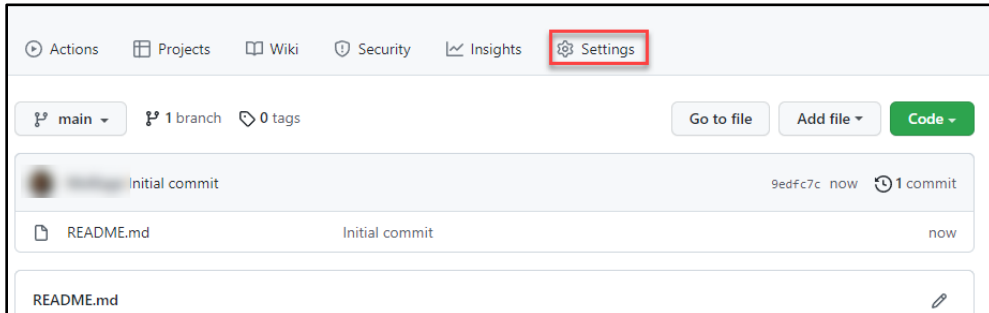 Actions Projects Wiki Security Insights Settings
main 1 branch 0 tags Go to file Add file Code
Initial commit 9edfc7c now 1 commit
README.md Initial commit now
README.md